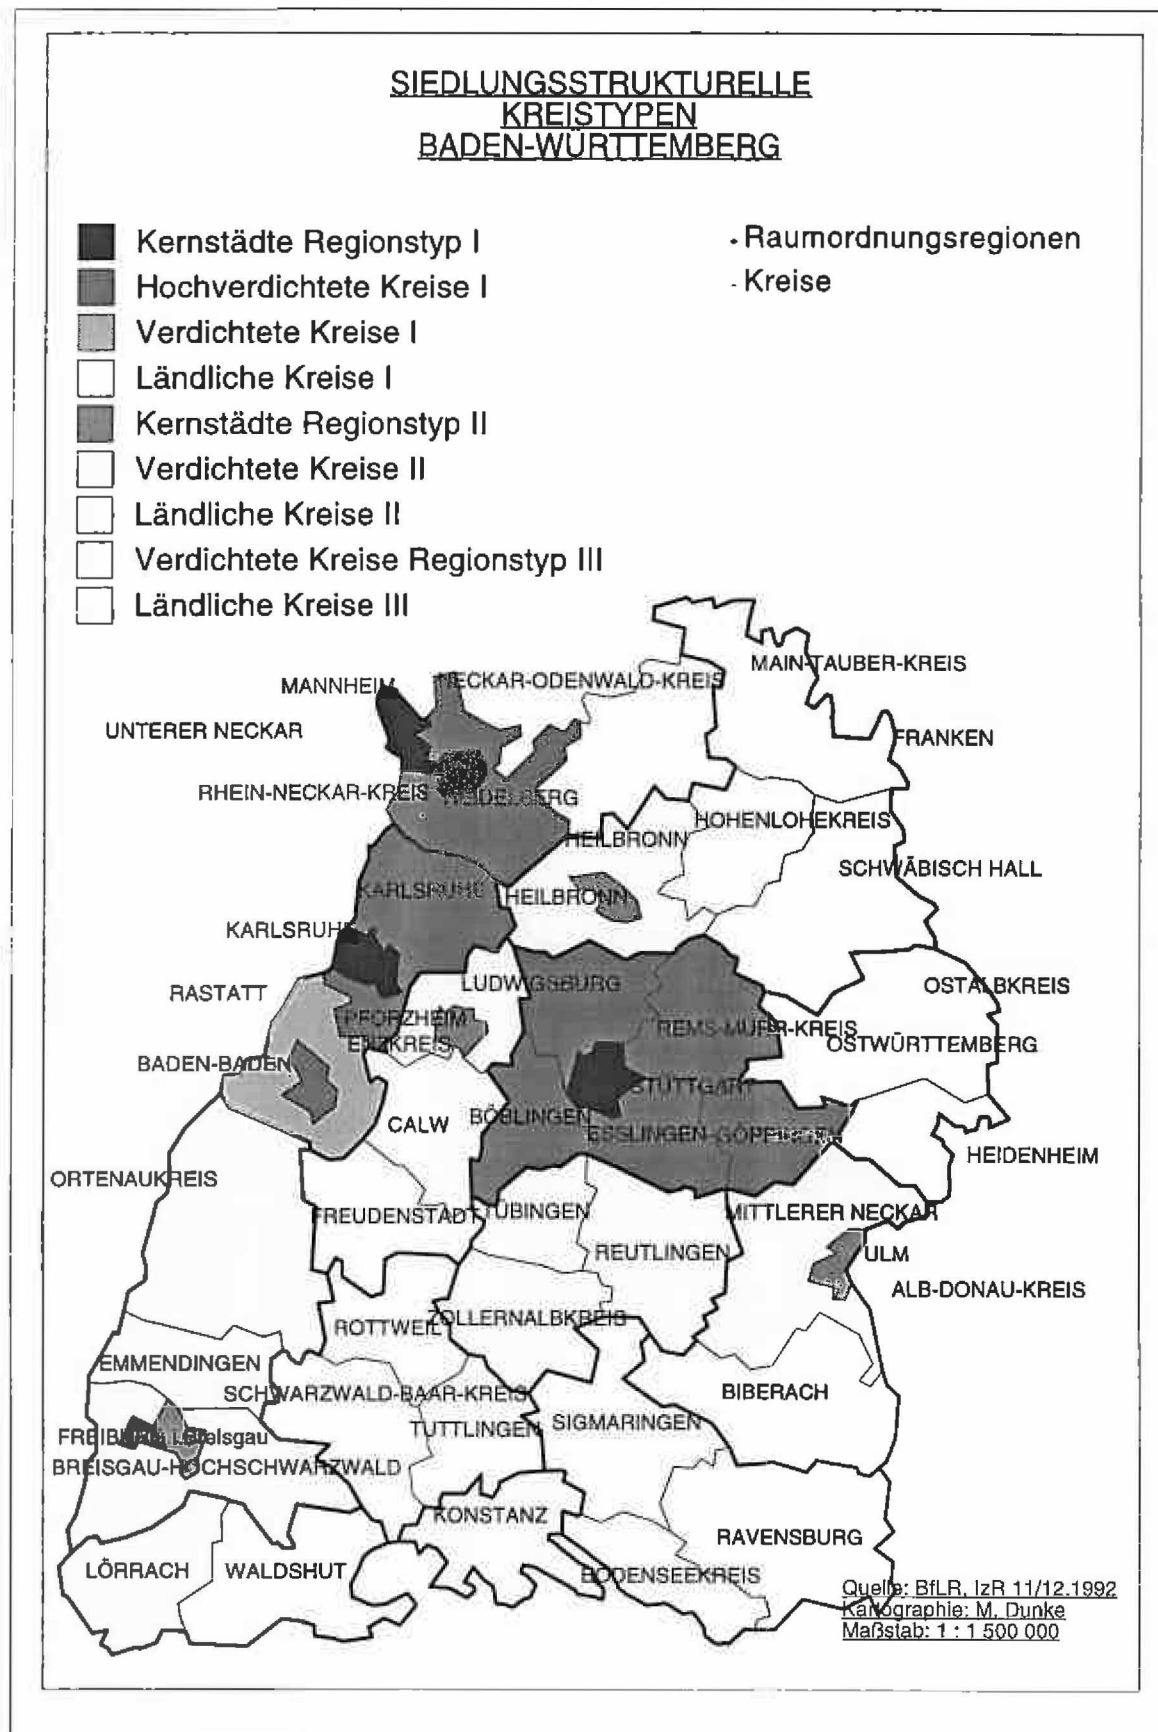 SIEDLUNGSSTRUKTURELLE
KREISTYPEN
BADEN-WÜRTTEMBERG
Kernstädte Regionstyp I
Hochverdichtete Kreise I
Verdichtete Kreise I
Ländliche Kreise I
Kernstädte Regionstyp II
Verdichtete Kreise II
Ländliche Kreise II
Verdichtete Kreise Regionstyp III
Ländliche Kreise III
Raumordnungsregionen
Kreise
MAIN-TAUBER-KREIS
NECKAR-ODENWALD-KREIS
MANNHEIM
UNTERER NECKAR
FRANKEN
RHEIN-NECKAR-KREIS
HEIDELBERG
HOHENLOHEKREIS
HEILBRONN
SCHWÄBISCH HALL
KARLSRUHE
HEILBRONN
KARLSRUHE
LUDWIGSBURG
OSTALBKREIS
RASTATT
PFORZHEIM
REMS-MURR-KREIS
ENZKREIS
OSTWÜRTTEMBERG
BADEN-BADEN
STUTTGART
CALW
BÖBLINGEN
ESSLINGEN-GÖPPINGEN
HEIDENHEIM
ORTENAUKREIS
FREUDENSTADT
TÜBINGEN
MITTLERER NECKAR
REUTLINGEN
ULM
ALB-DONAU-KREIS
ROTTWEIL
ZOLLERNALBKREIS
EMMENDINGEN
SCHWARZWALD-BAAR-KREIS
BIBERACH
TUTTLINGEN
SIGMARINGEN
BREISGAU-HOCHSCHWARZWALD
KONSTANZ
RAVENSBURG
LÖRRACH
WALDSHUT
BODENSEEKREIS
Quelle: BfLR, IzR 11/12.1992
Kartographie: M. Dunke
Maßstab: 1 : 1 500 000